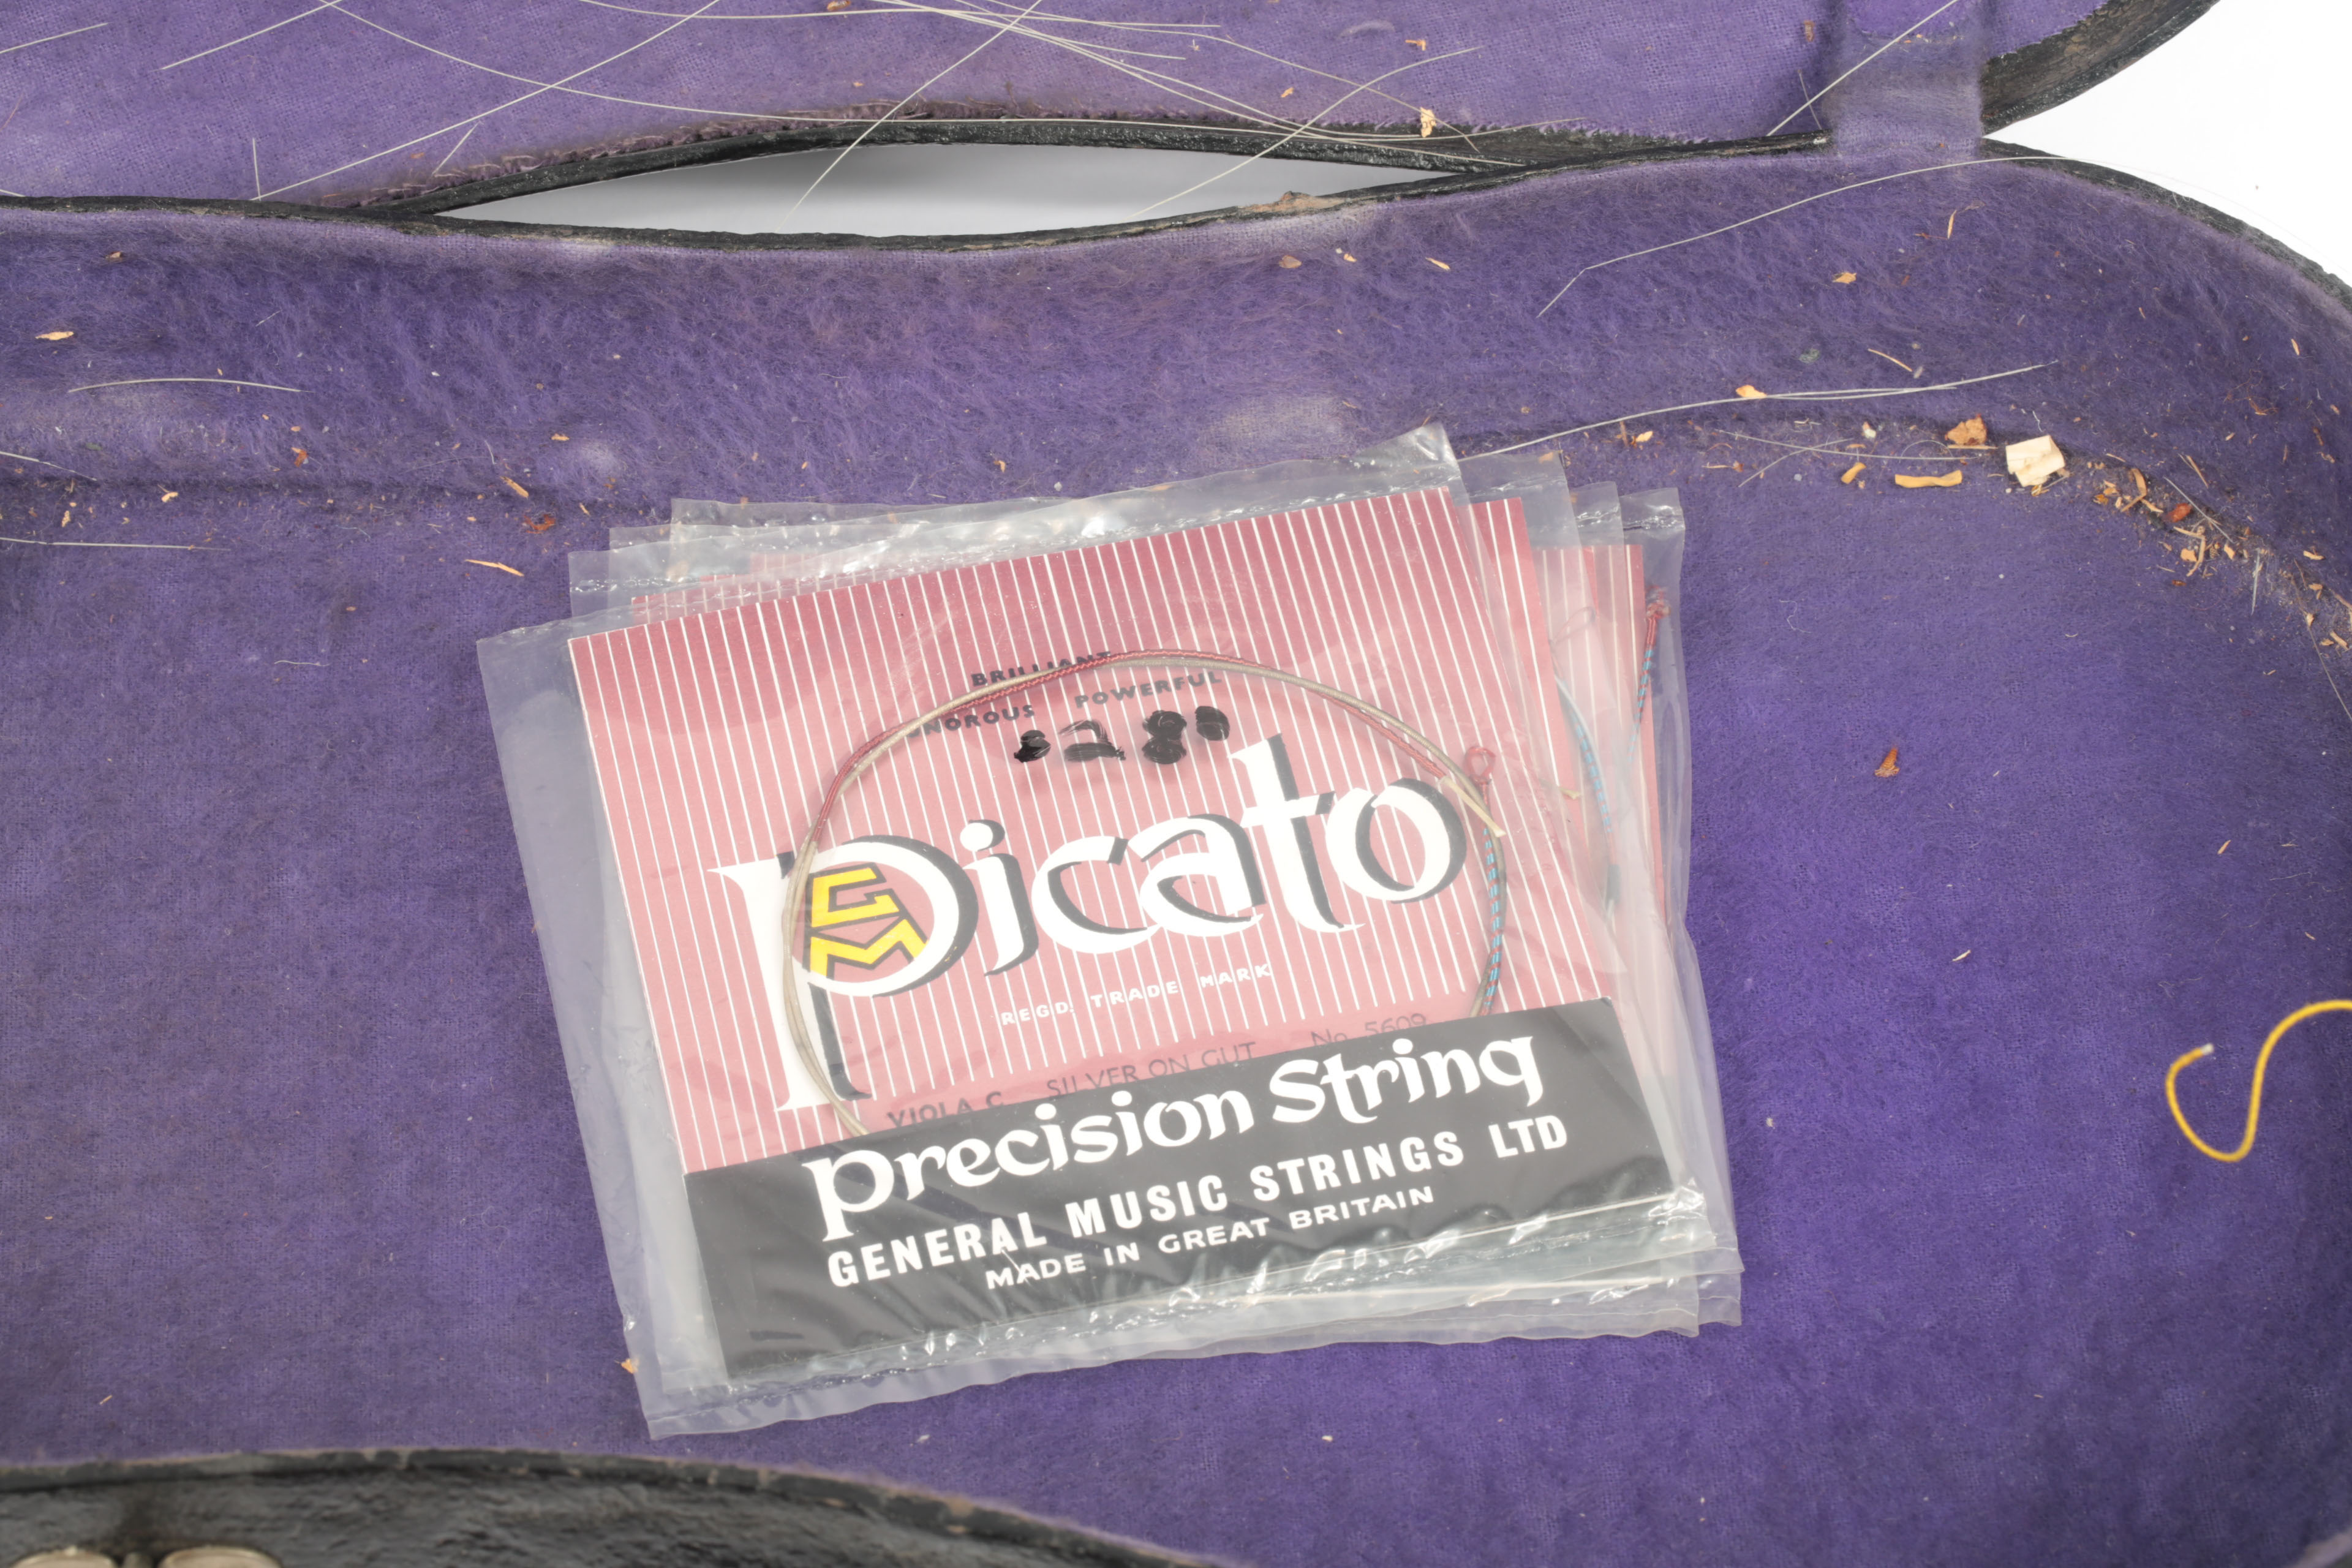 BRILLIANT
POWERFUL
SONOROUS
Picato
GM
REGD. TRADE MARK
VIOLA C SILVER ON GUT No. 5609
Precision String
GENERAL MUSIC STRINGS LTD
MADE IN GREAT BRITAIN